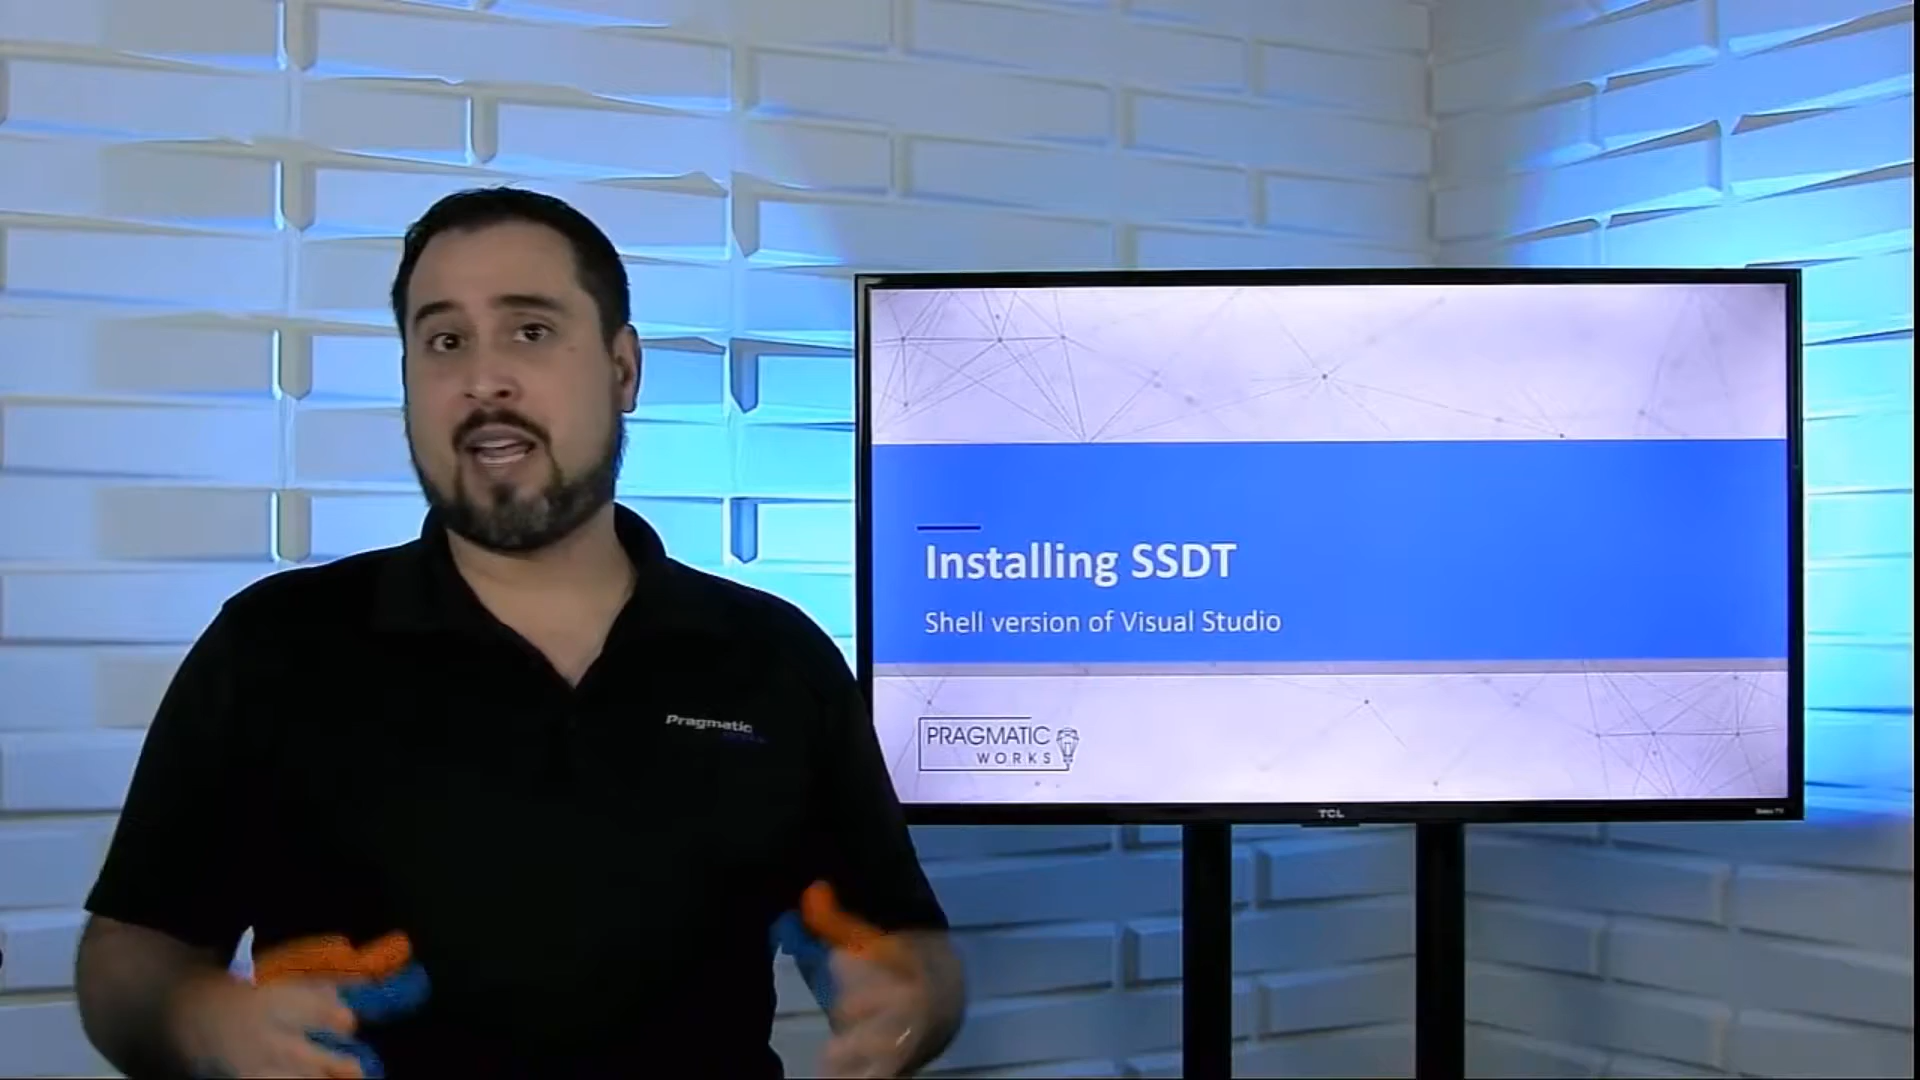 Installing SSDT
Shell version of Visual Studio
PRAGMATIC
WORKS
Pragmatic
TCL